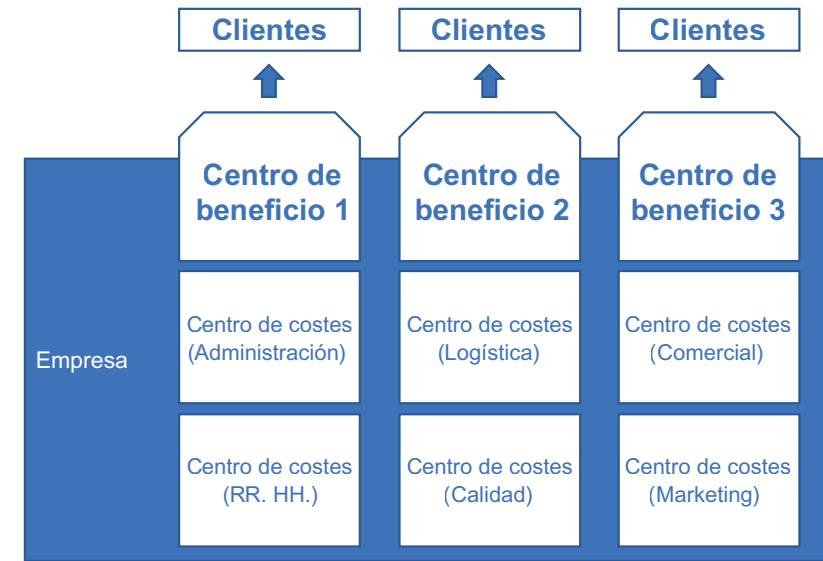 Clientes
Clientes
Clientes
Centro de
beneficio 1
Centro de
beneficio 2
Centro de
beneficio 3
Empresa
Centro de costes
(Administración)
Centro de costes
(Logística)
Centro de costes
(Comercial)
Centro de costes
(RR. HH.)
Centro de costes
(Calidad)
Centro de costes
(Marketing)